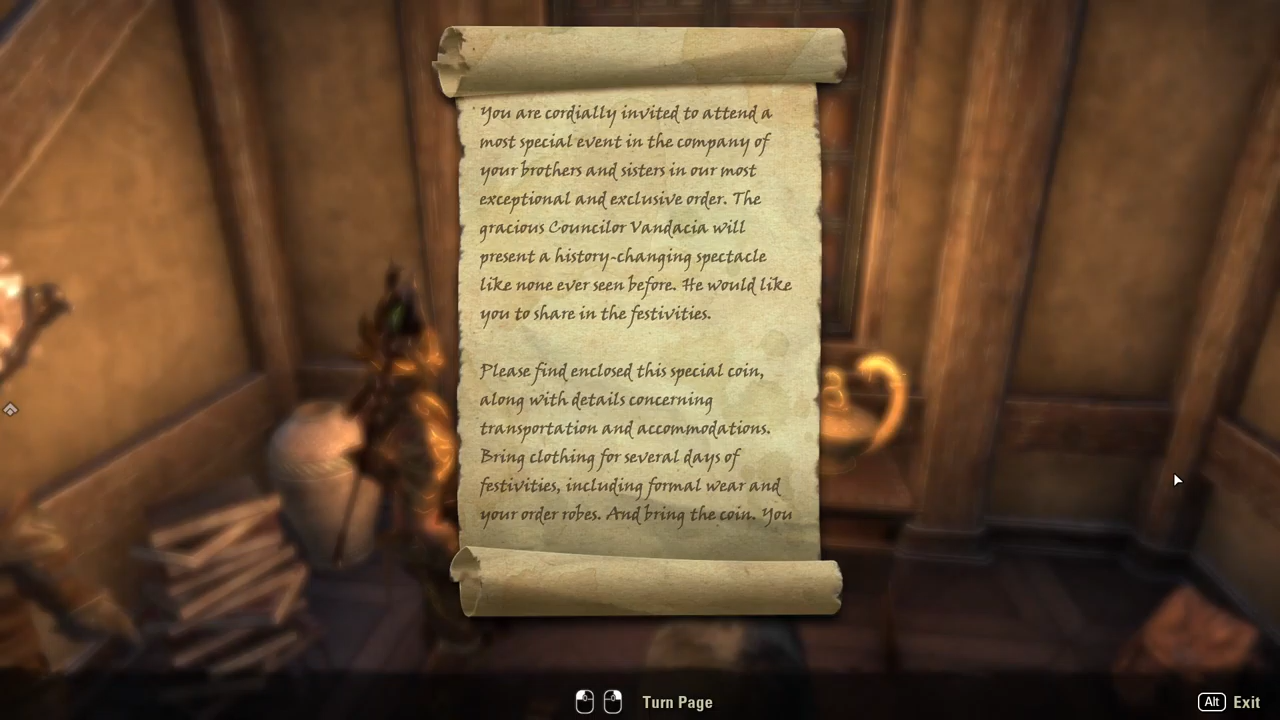 You are cordially invited to attend a
most special event in the company of
your brothers and sisters in our most
exceptional and exclusive order. The
gracious Councilor Vandacia will
present a history-changing spectacle
like none ever seen before. He would like
you to share in the festivities.
Please find enclosed this special coin,
along with details concerning
transportation and accommodations.
Bring clothing for several days of
festivities, including formal wear and
your order robes. And bring the coin. You
Turn Page
Alt Exit